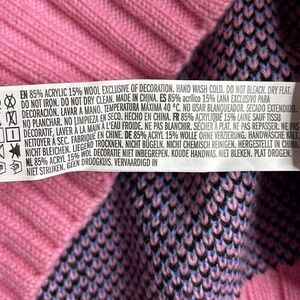 EN 85% ACRYLIC 15% WOOL EXCLUSIVE OF DECORATION. HAND WASH COLD. DO NOT BLEACH. DRY FLAT.
DO NOT IRON. DO NOT DRY CLEAN. MADE IN CHINA. ES 85% acrílico 15% LANA EXCLUSIVO PARA
DECORACIÓN. LAVAR A MANO, TEMPERATURA MÁXIMA 40 °C. NO USAR BLANQUEADOR. SECADO EXTENDIDO.
NO PLANCHAR. NO LIMPIEZA EN SECO. HECHO EN CHINA. FR 85% ACRYLIQUE 15% LAINE SAUF TISSU
DÉCORATIF, LAVER À LA MAIN À L'EAU FROIDE. NE PAS BLANCHIR. SÉCHER À PLAT. NE PAS REPASSER. NE PAS
NETTOYER À SEC. FABRIQUÉ EN CHINE. DE 85% ACRYL 15% WOLLE OHNE VERZIERUNG. KALTE HANDWÄSCHE.
NICHT BLEICHEN. LIEGEND TROCKNEN. NICHT BÜGELN. NICHT CHEMISCH REINIGEN. HERGESTELLT IN CHINA.
NL 85% ACRYL 15% WOL DECORATIE NIET INBEGREPEN. KOUDE HANDWAS. NIET BLEKEN. PLAT DROGEN.
NIET STRIJKEN. GEEN DROOGKUIS. VERVAARDIGD IN